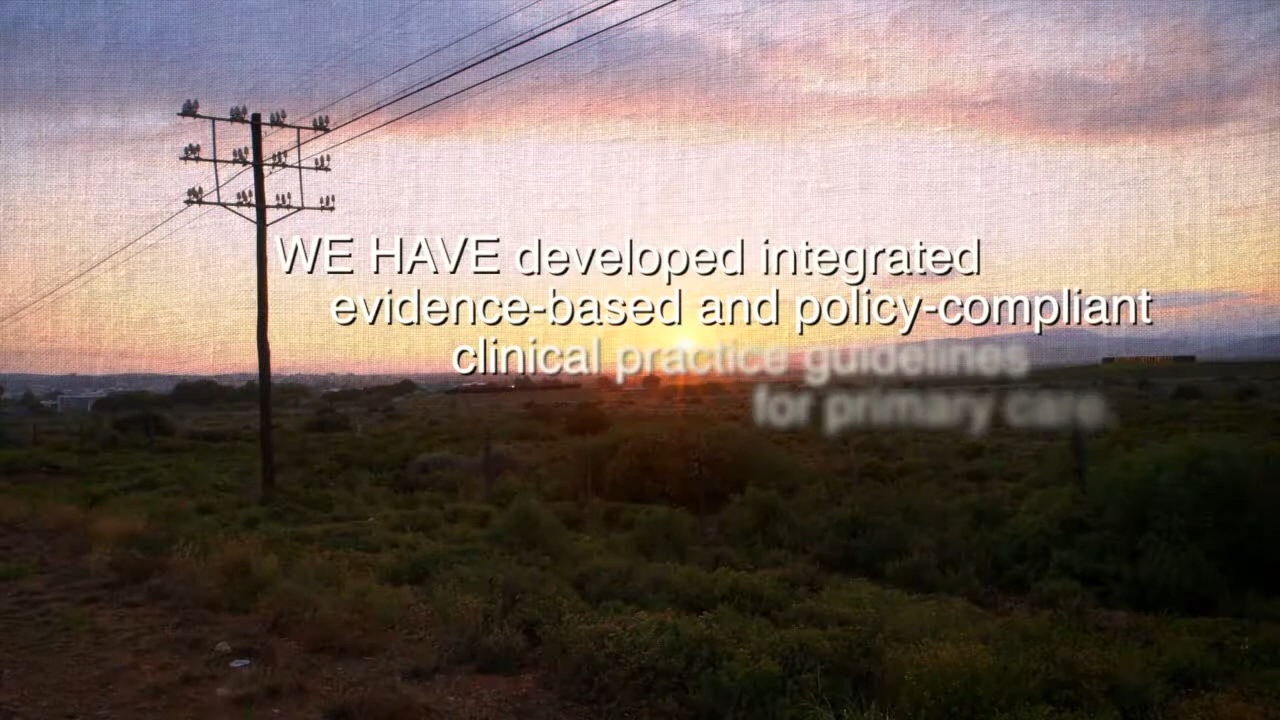 WE HAVE developed integrated
evidence-based and policy-compliant
clinical practice guidelines
for primary care.